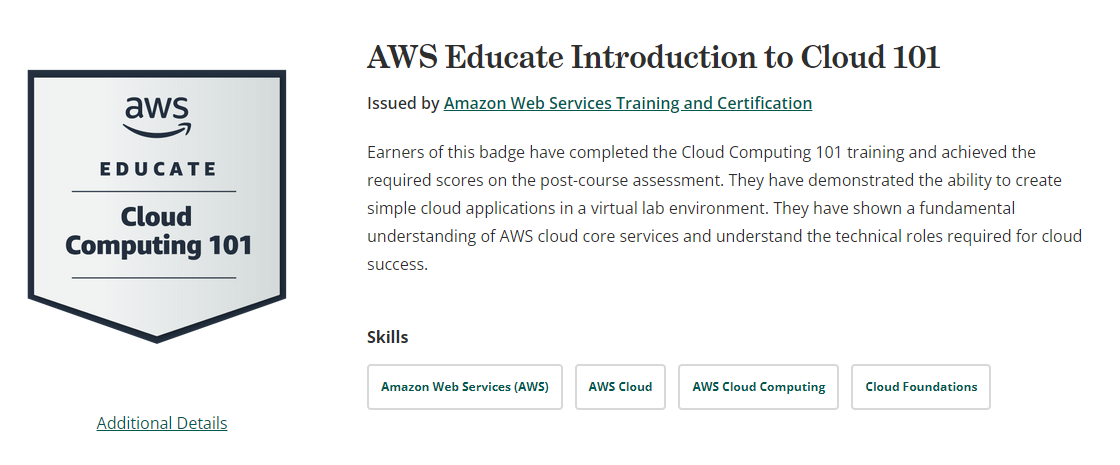 aws
EDUCATE
Cloud
Computing 101
Additional Details
AWS Educate Introduction to Cloud 101
Issued by Amazon Web Services Training and Certification
Earners of this badge have completed the Cloud Computing 101 training and achieved the
required scores on the post-course assessment. They have demonstrated the ability to create
simple cloud applications in a virtual lab environment. They have shown a fundamental
understanding of AWS cloud core services and understand the technical roles required for cloud
success.
Skills
Amazon Web Services (AWS)
AWS Cloud
AWS Cloud Computing
Cloud Foundations